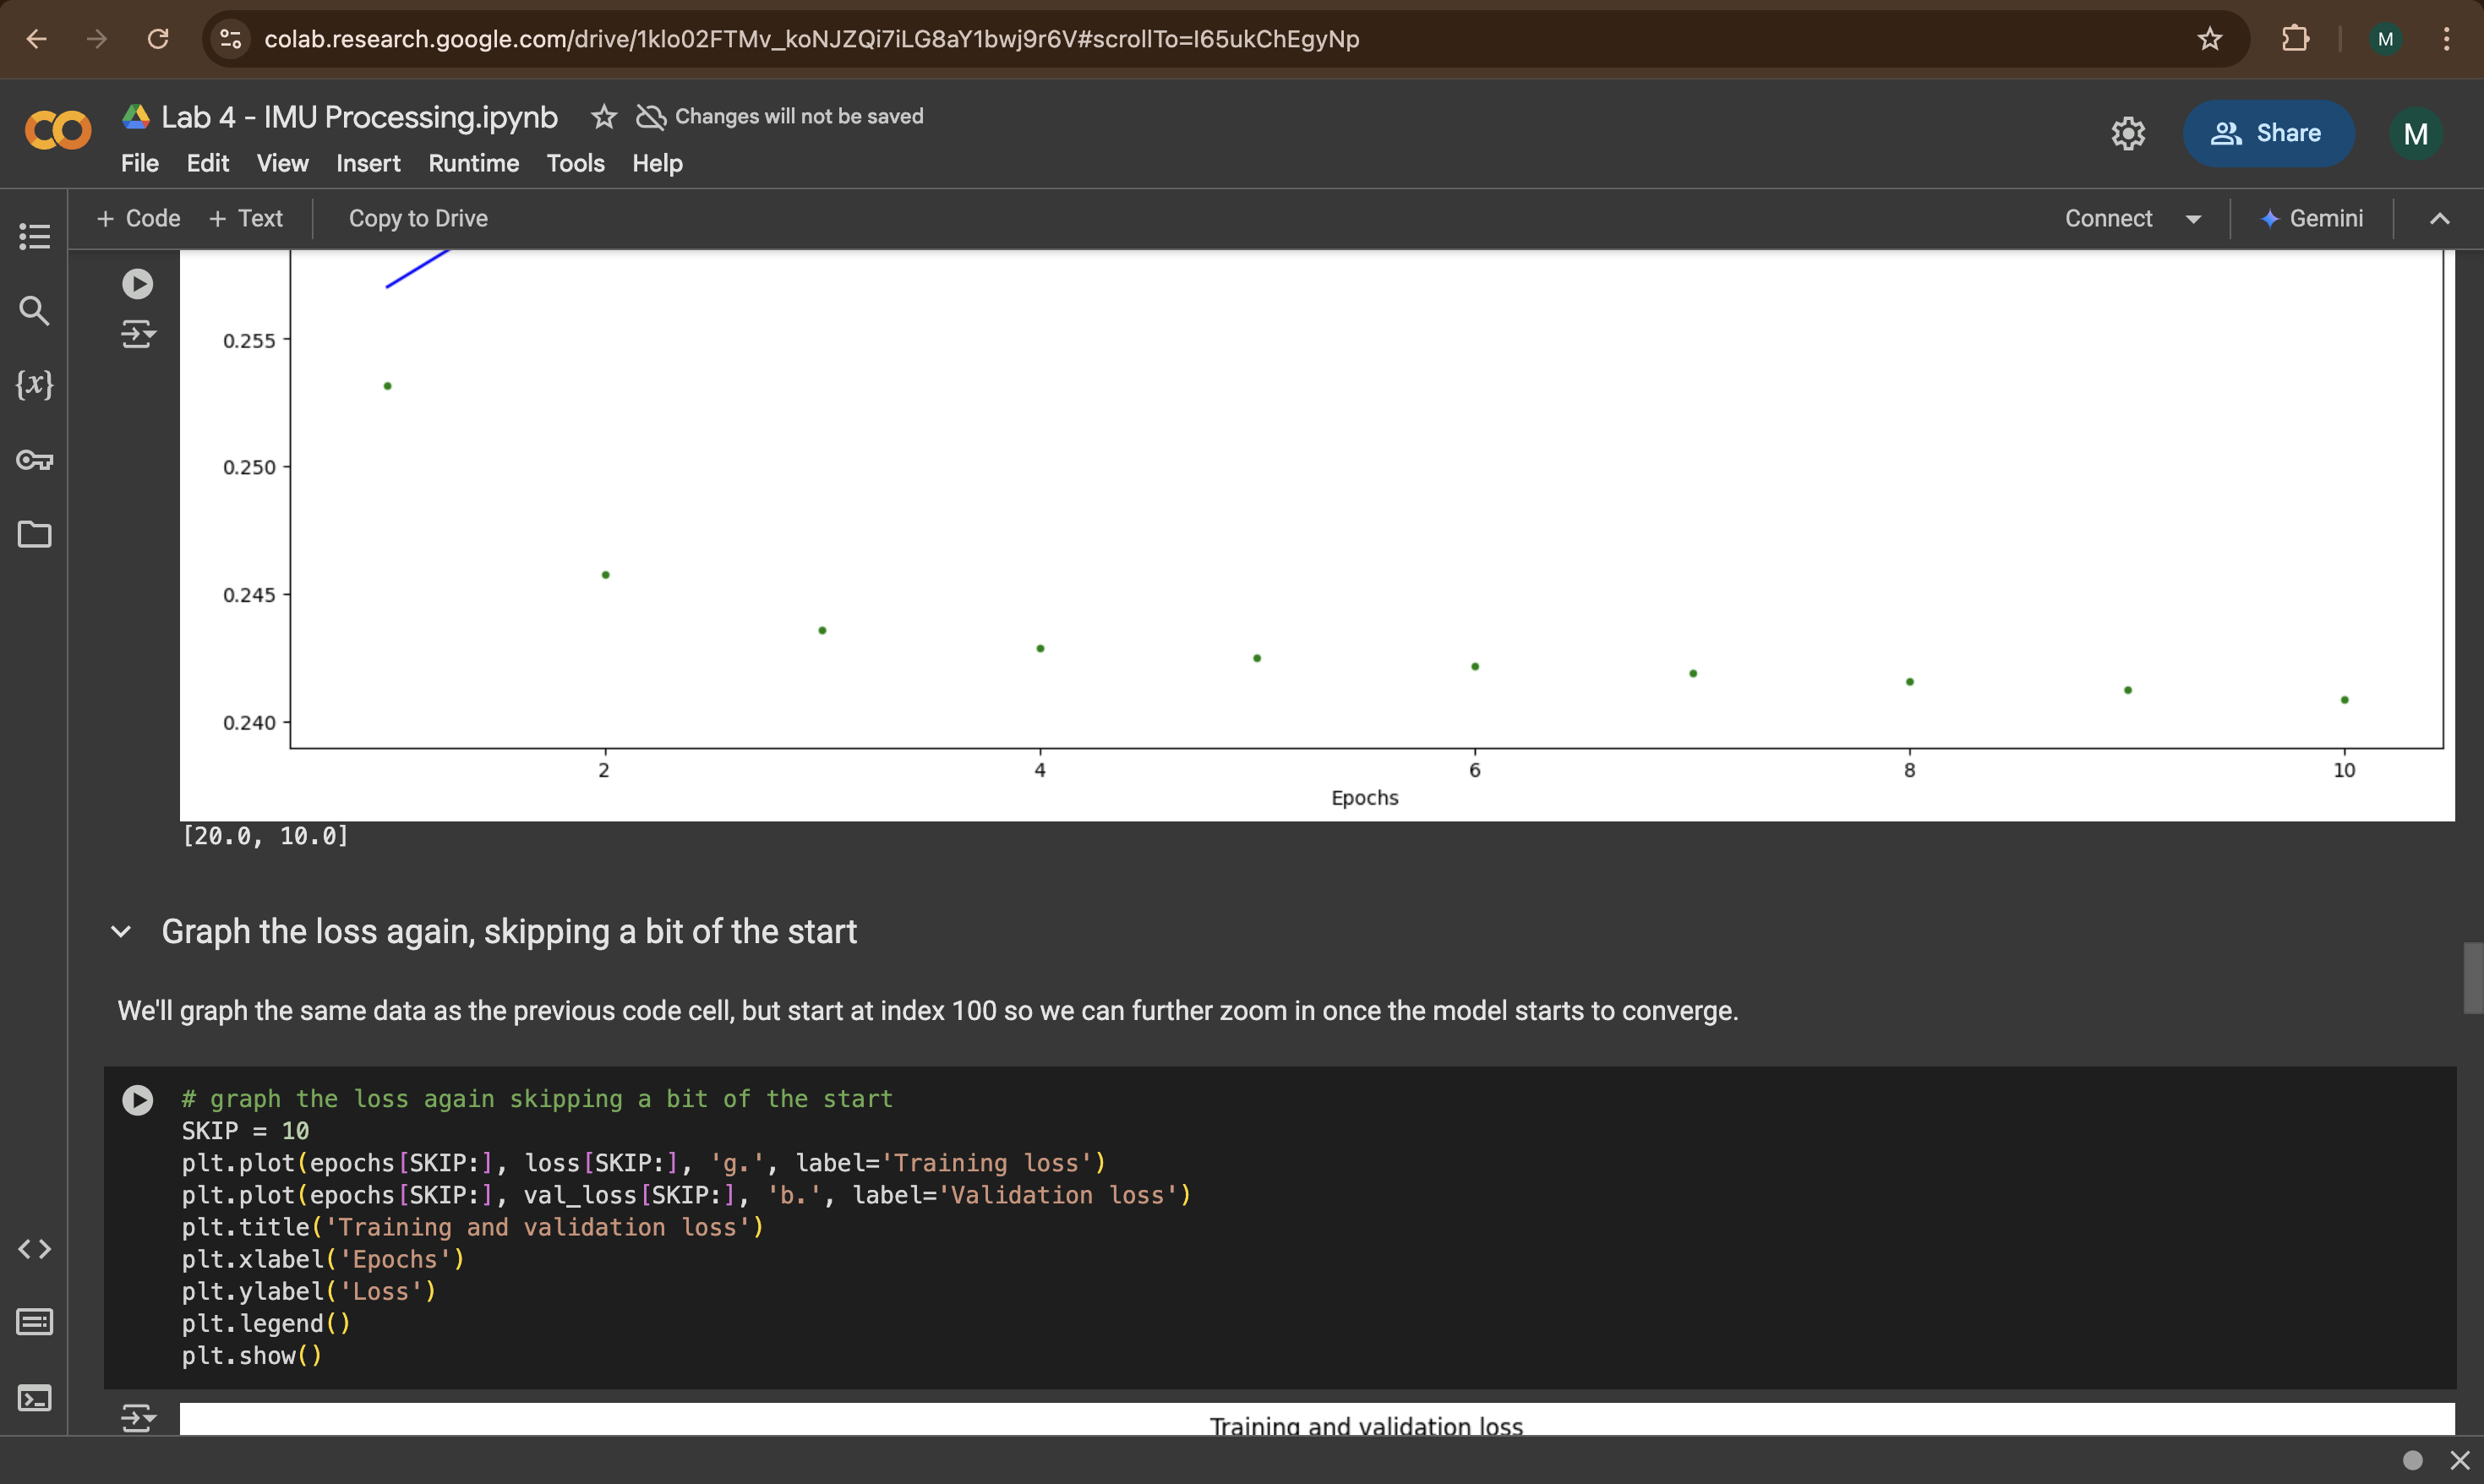 colab.research.google.com/drive/1klo02FTMv_koNJZQi7iLG8aY1bwj9r6V#scrollTo=I65ukChEgyNp
M
Lab 4 - IMU Processing.ipynb
Changes will not be saved
File Edit View Insert Runtime Tools Help
Share
M
+ Code + Text Copy to Drive
Connect
Gemini
{x}
0.255
0.250
0.245
0.240
2 4 6 8 10
Epochs
[20.0, 10.0]
Graph the loss again, skipping a bit of the start
We'll graph the same data as the previous code cell, but start at index 100 so we can further zoom in once the model starts to converge.
# graph the loss again skipping a bit of the start
SKIP = 10
plt.plot(epochs[SKIP:], loss[SKIP:], 'g.', label='Training loss')
plt.plot(epochs[SKIP:], val_loss[SKIP:], 'b.', label='Validation loss')
plt.title('Training and validation loss')
plt.xlabel('Epochs')
plt.ylabel('Loss')
plt.legend()
plt.show()
Training and validation loss